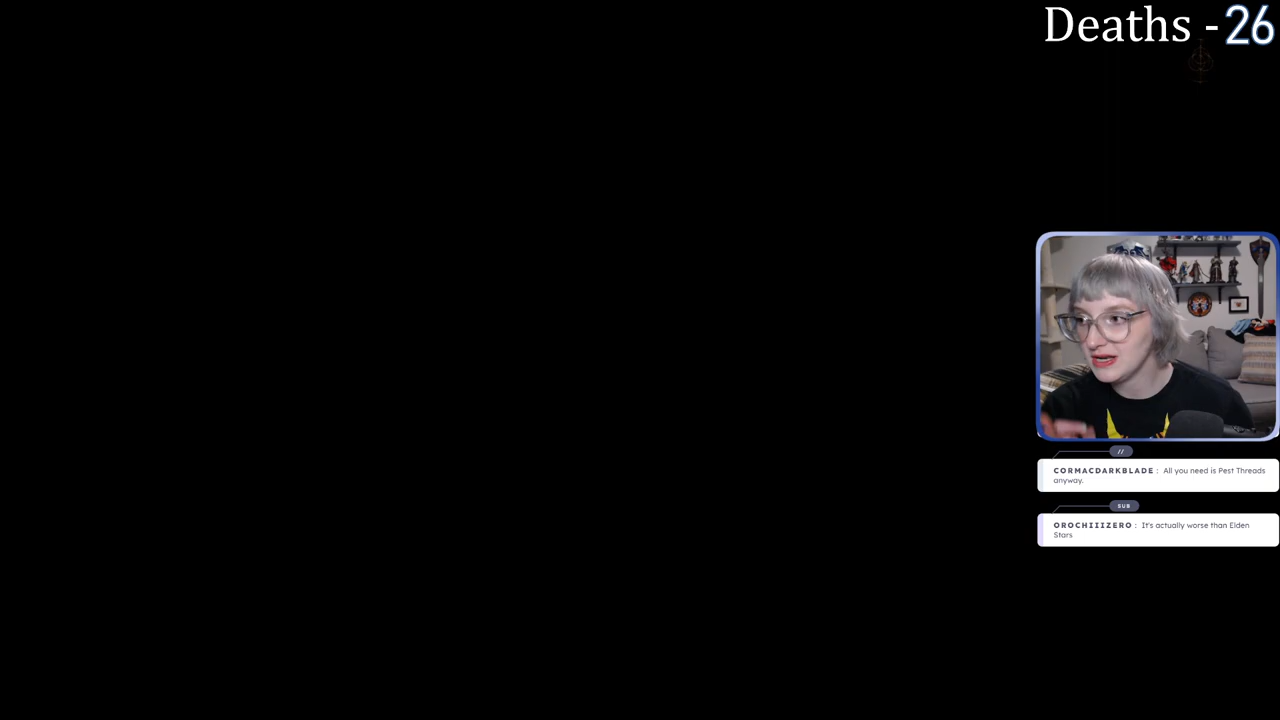 Deaths - 26
//
CORMACDARKBLADE : All you need is Pest Threads
anyway.
SUB
OROCHIIIZERO : It's actually worse than Elden
Stars